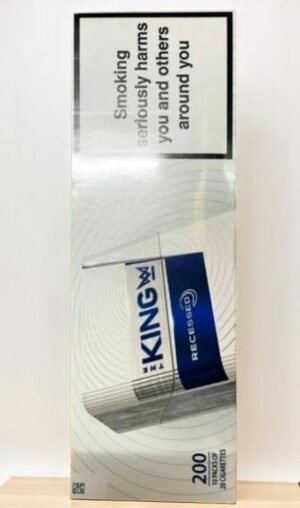 Smoking
seriously harms
you and others
around you
THE KING
RECESSED
200
10 PACKS OF
20 CIGARETTES